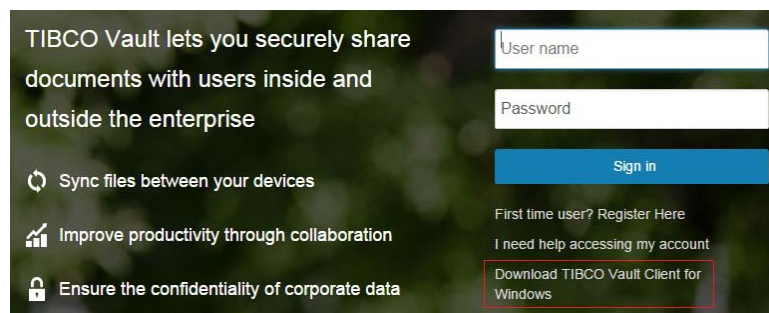 TIBCO Vault lets you securely share
documents with users inside and
outside the enterprise
Sync files between your devices
Improve productivity through collaboration
Ensure the confidentiality of corporate data
User name
Password
Sign in
First time user? Register Here
I need help accessing my account
Download TIBCO Vault Client for
Windows